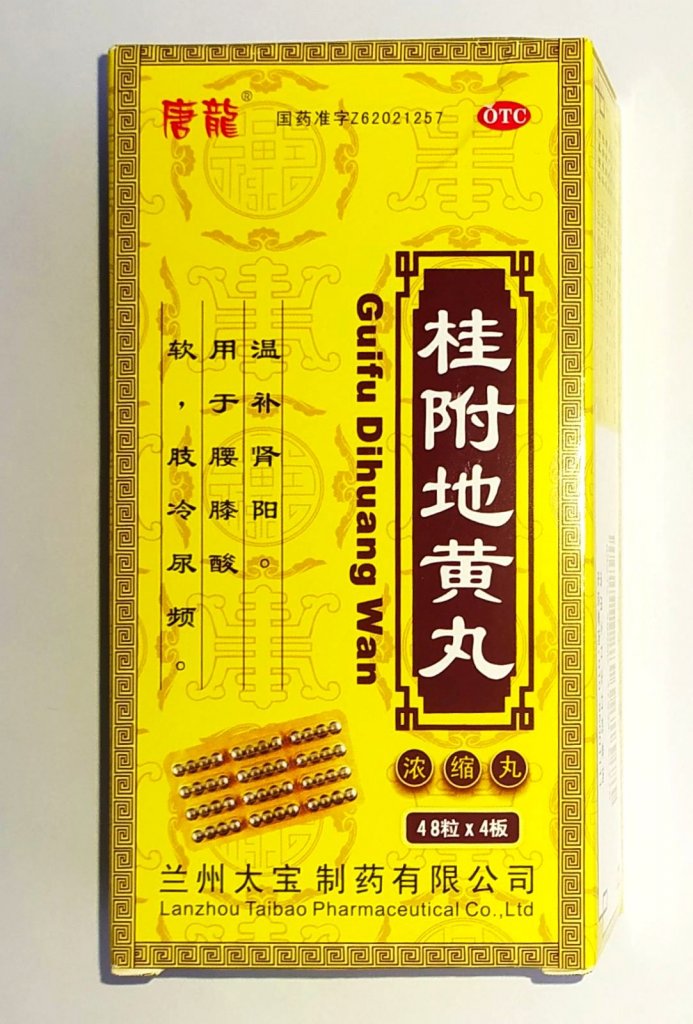 唐龍®
国药准字Z62021257
OTC
桂附地黄丸
Guifu Dihuang Wan
温补肾阳。
用于腰膝酸
软，肢冷尿频。
浓缩丸
48粒x4板
兰州太宝制药有限公司
Lanzhou Taibao Pharmaceutical Co.,Ltd